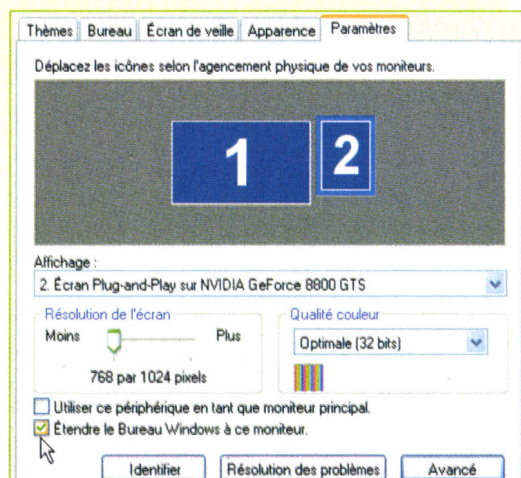 Thèmes Bureau Écran de veille Apparence Paramètres
Déplacez les icônes selon l'agencement physique de vos moniteurs.
1 2
Affichage :
2. Écran Plug-and-Play sur NVIDIA GeForce 8800 GTS
Résolution de l'écran
Moins Plus
768 par 1024 pixels
Qualité couleur
Optimale (32 bits)
Utiliser ce périphérique en tant que moniteur principal.
Étendre le Bureau Windows à ce moniteur.
Identifier Résolution des problèmes Avancé